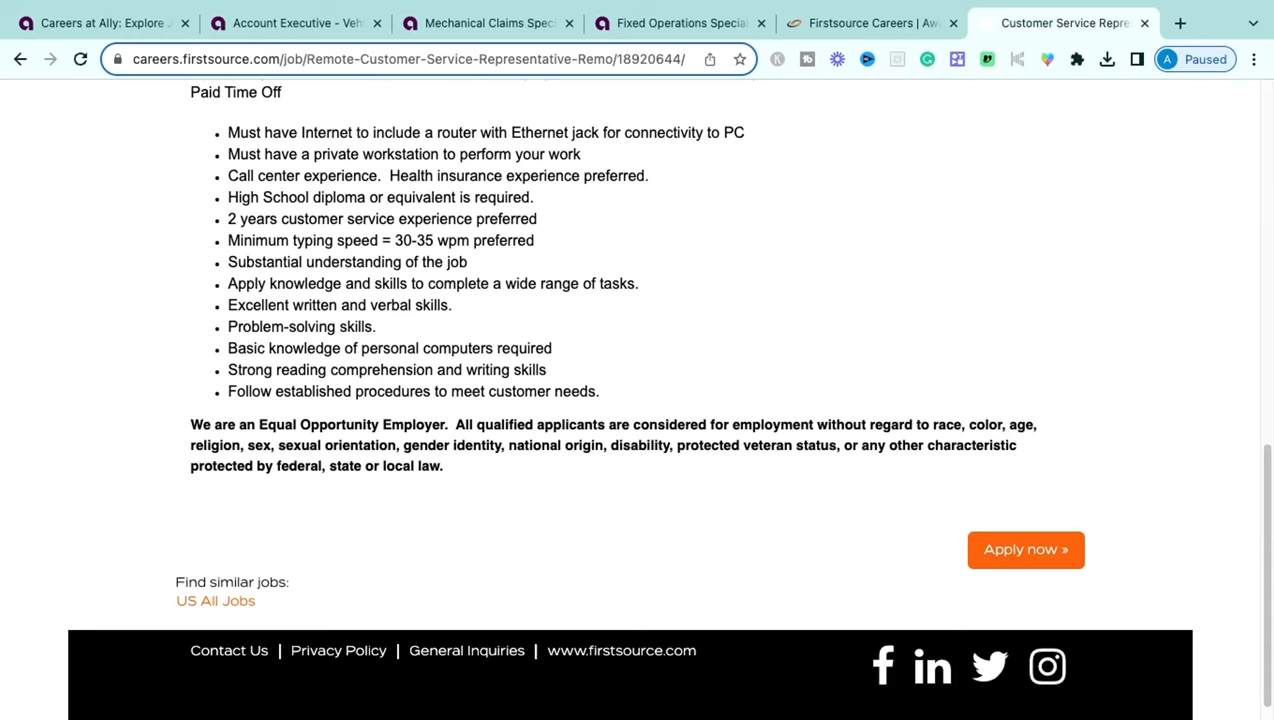 Careers at Ally: Explore J
Account Executive - Veh
Mechanical Claims Speci
Fixed Operations Special
Firstsource Careers | Aw
Customer Service Repre
careers.firstsource.com/job/Remote-Customer-Service-Representative-Remo/18920644/
A Paused
Paid Time Off
• Must have Internet to include a router with Ethernet jack for connectivity to PC
• Must have a private workstation to perform your work
• Call center experience. Health insurance experience preferred.
• High School diploma or equivalent is required.
• 2 years customer service experience preferred
• Minimum typing speed = 30-35 wpm preferred
• Substantial understanding of the job
• Apply knowledge and skills to complete a wide range of tasks.
• Excellent written and verbal skills.
• Problem-solving skills.
• Basic knowledge of personal computers required
• Strong reading comprehension and writing skills
• Follow established procedures to meet customer needs.
We are an Equal Opportunity Employer. All qualified applicants are considered for employment without regard to race, color, age,
religion, sex, sexual orientation, gender identity, national origin, disability, protected veteran status, or any other characteristic
protected by federal, state or local law.
Apply now »
Find similar jobs:
US All Jobs
Contact Us | Privacy Policy | General Inquiries | www.firstsource.com